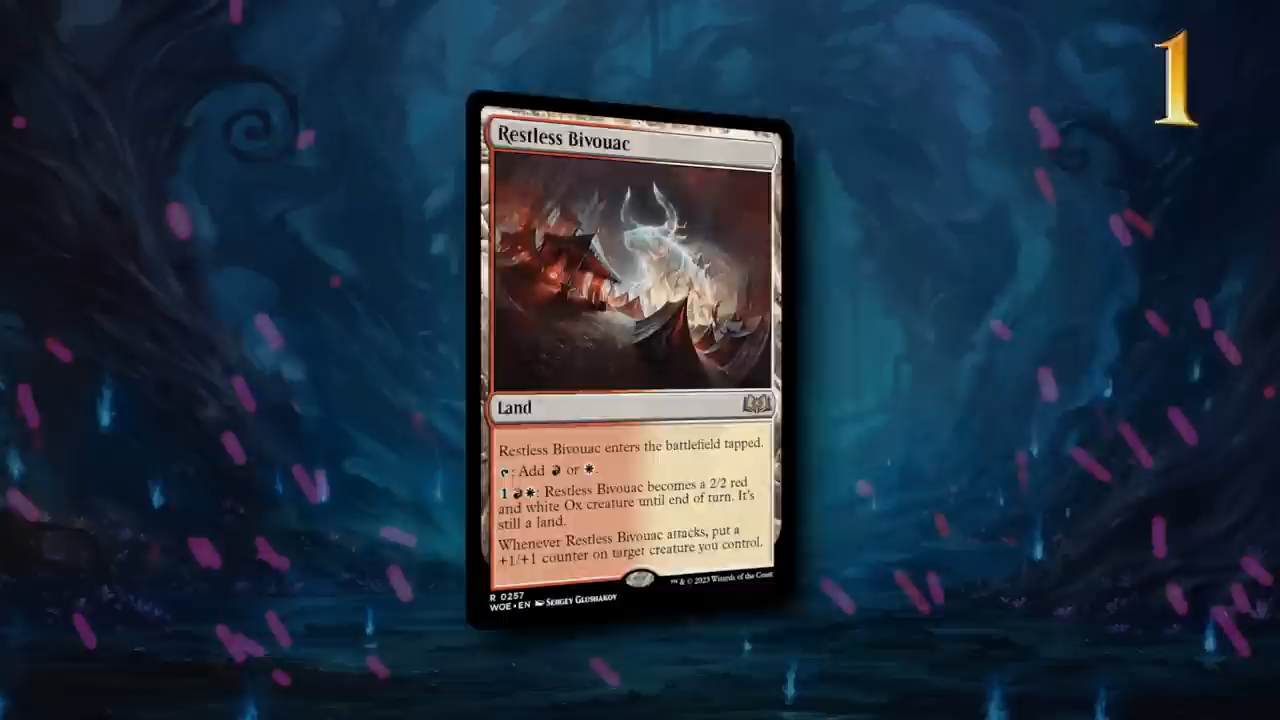 1
Restless Bivouac
Land
Restless Bivouac enters the battlefield tapped.
: Add or .
1 : Restless Bivouac becomes a 2/2 red
and white Ox creature until end of turn. It's
still a land.
Whenever Restless Bivouac attacks, put a
+1/+1 counter on target creature you control.
R 0257
WOE • EN Sergey Glushakov
™ & © 2023 Wizards of the Coast